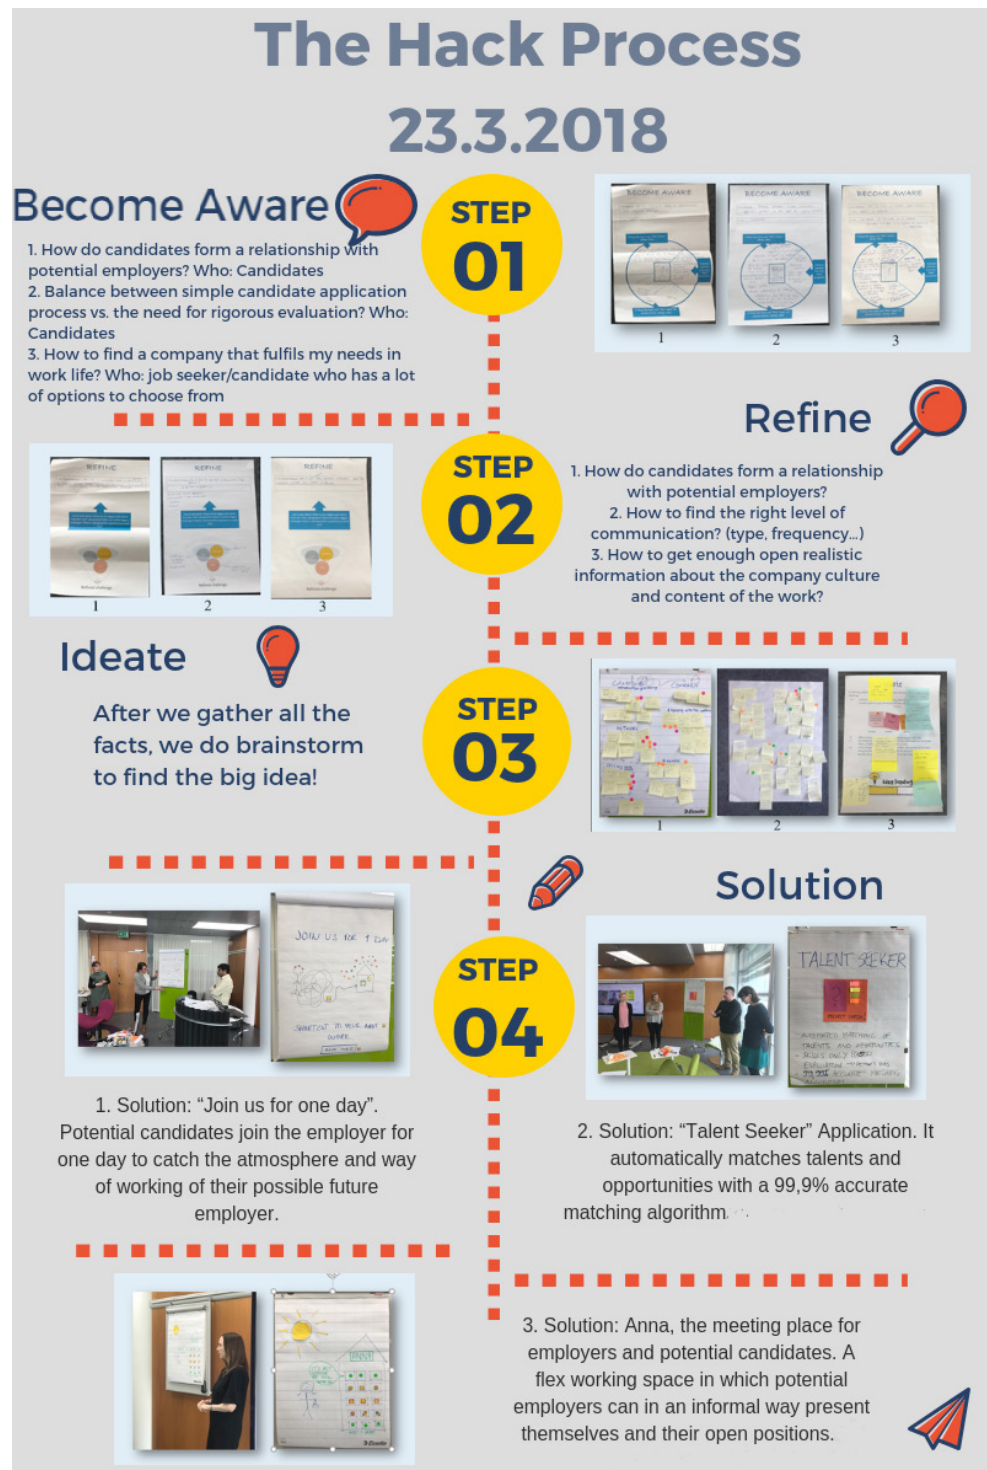 The Hack Process
23.3.2018
Become Aware
1. How do candidates form a relationship with
potential employers? Who: Candidates
2. Balance between simple candidate application
process vs. the need for rigorous evaluation? Who:
Candidates
3. How to find a company that fulfils my needs in
work life? Who: job seeker/candidate who has a lot
of options to choose from
STEP
01
BECOME AWARE
BECOME AWARE
BECOME AWARE
1
2
3
Refine
1. How do candidates form a relationship
with potential employers?
2. How to find the right level of
communication? (type, frequency...)
3. How to get enough open realistic
information about the company culture
and content of the work?
STEP
02
REFINE
REFINE
REFINE
1
2
3
Ideate
After we gather all the
facts, we do brainstorm
to find the big idea!
STEP
03
1
2
3
Solution
STEP
04
JOIN US FOR 1 DAY
TALENT SEEKER
AUTOMATED MATCHING OF
TALENTS AND
SKILLS ONLY
1. Solution: “Join us for one day”.
Potential candidates join the employer for
one day to catch the atmosphere and way
of working of their possible future
employer.
2. Solution: “Talent Seeker” Application. It
automatically matches talents and
opportunities with a 99,9% accurate
matching algorithm.
3. Solution: Anna, the meeting place for
employers and potential candidates. A
flex working space in which potential
employers can in an informal way present
themselves and their open positions.